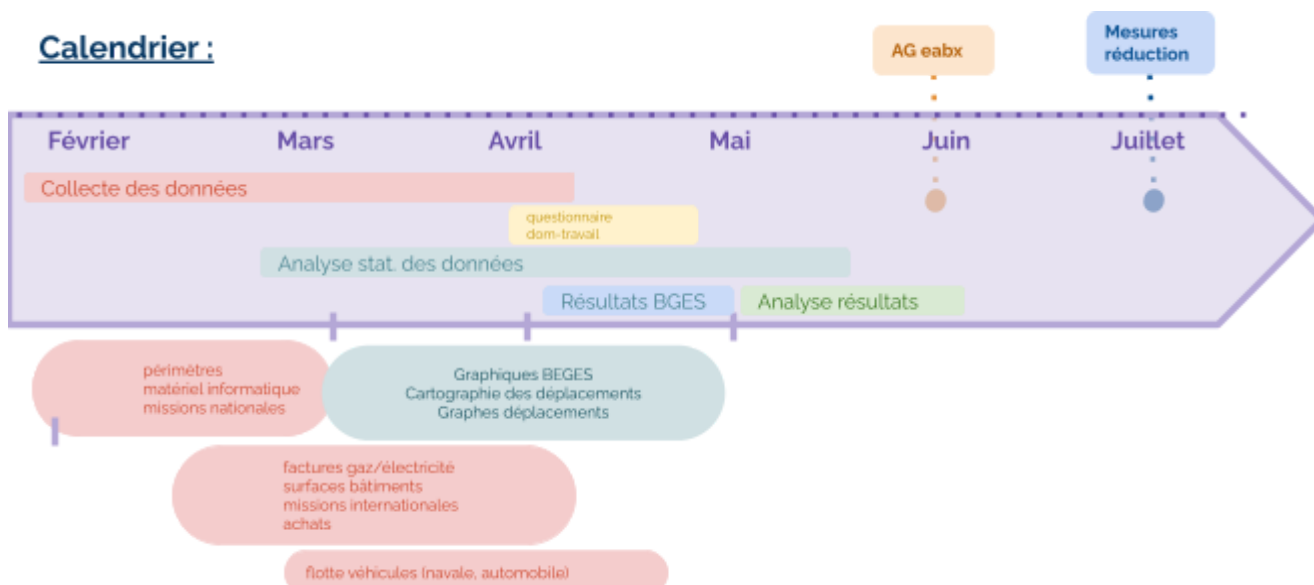 Calendrier :
AG eabx
Mesures
réduction
Février
Mars
Avril
Mai
Juin
Juillet
Collecte des données
questionnaire
dom-travail
Analyse stat. des données
Résultats BGES
Analyse résultats
périmètres
matériel informatique
missions nationales
Graphiques BEGES
Cartographie des déplacements
Graphes déplacements
factures gaz/électricité
surfaces bâtiments
missions internationales
achats
flotte véhicules (navale, automobile)